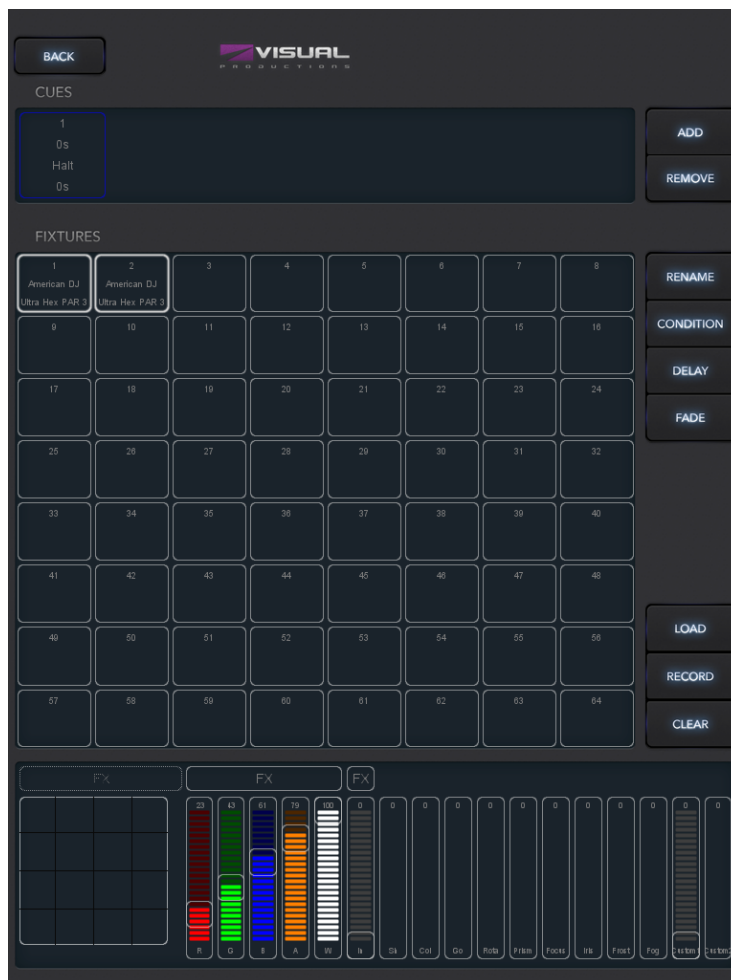 BACK
VISUAL
PRODUCTIONS
CUES
1
0s
Halt
0s
ADD
REMOVE
FIXTURES
1 2 3 4 5 6 7 8
American DJ American DJ
Ultra Hex PAR 3 Ultra Hex PAR 3
RENAME
9 10 11 12 13 14 15 16
CONDITION
DELAY
17 18 19 20 21 22 23 24
FADE
25 26 27 28 29 30 31 32
33 34 35 36 37 38 39 40
41 42 43 44 45 46 47 48
LOAD
49 50 51 52 53 54 55 56
RECORD
57 58 59 60 61 62 63 64
CLEAR
FX FX FX
23 43 61 79 100 0 0 0 0 0 0 0 0 0 0 0 0
R G B A W In Sh Col Go Rota Prism Focus Iris Frost Fog Custom1 Custom2